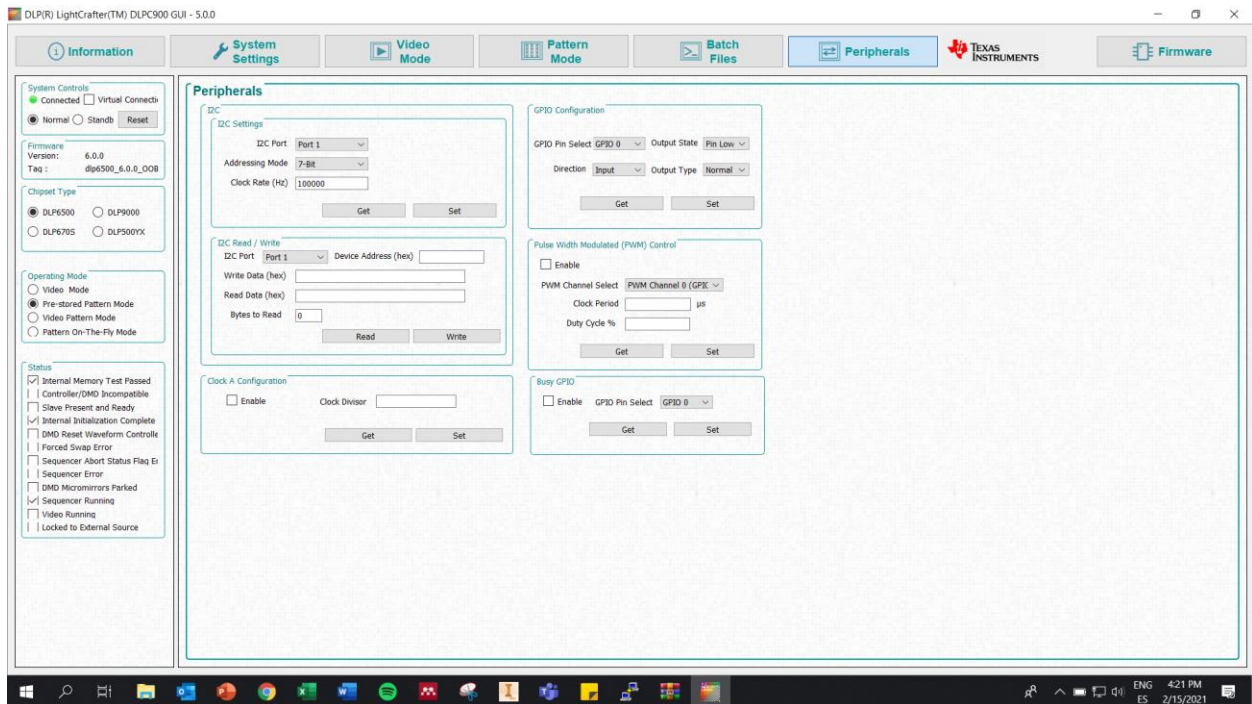 DLP(R) LightCrafter(TM) DLPC900 GUI - 5.0.0
Information
System Settings
Video Mode
Pattern Mode
Batch Files
Peripherals
TEXAS INSTRUMENTS
Firmware
System Controls
Connected Virtual Connecti
Normal Standb Reset
Firmware
Version: 6.0.0
Tag : dlp6500_6.0.0_OOB
Chipset Type
DLP6500 DLP9000
DLP670S DLP500YX
Operating Mode
Video Mode
Pre-stored Pattern Mode
Video Pattern Mode
Pattern On-The-Fly Mode
Status
Internal Memory Test Passed
Controller/DMD Incompatible
Slave Present and Ready
Internal Initialization Complete
DMD Reset Waveform Controlle
Forced Swap Error
Sequencer Abort Status Flag Er
Sequencer Error
DMD Micromirrors Parked
Sequencer Running
Video Running
Locked to External Source
Peripherals
I2C
I2C Settings
I2C Port Port 1
Addressing Mode 7-Bit
Clock Rate (Hz) 100000
Get Set
I2C Read / Write
I2C Port Port 1 Device Address (hex)
Write Data (hex)
Read Data (hex)
Bytes to Read 0
Read Write
Clock A Configuration
Enable Clock Divisor
Get Set
GPIO Configuration
GPIO Pin Select GPIO 0 Output State Pin Low
Direction Input Output Type Normal
Get Set
Pulse Width Modulated (PWM) Control
Enable
PWM Channel Select PWM Channel 0 (GPIC
Clock Period µs
Duty Cycle %
Get Set
Busy GPIO
Enable GPIO Pin Select GPIO 0
Get Set
ENG 4:21 PM
ES 2/15/2021